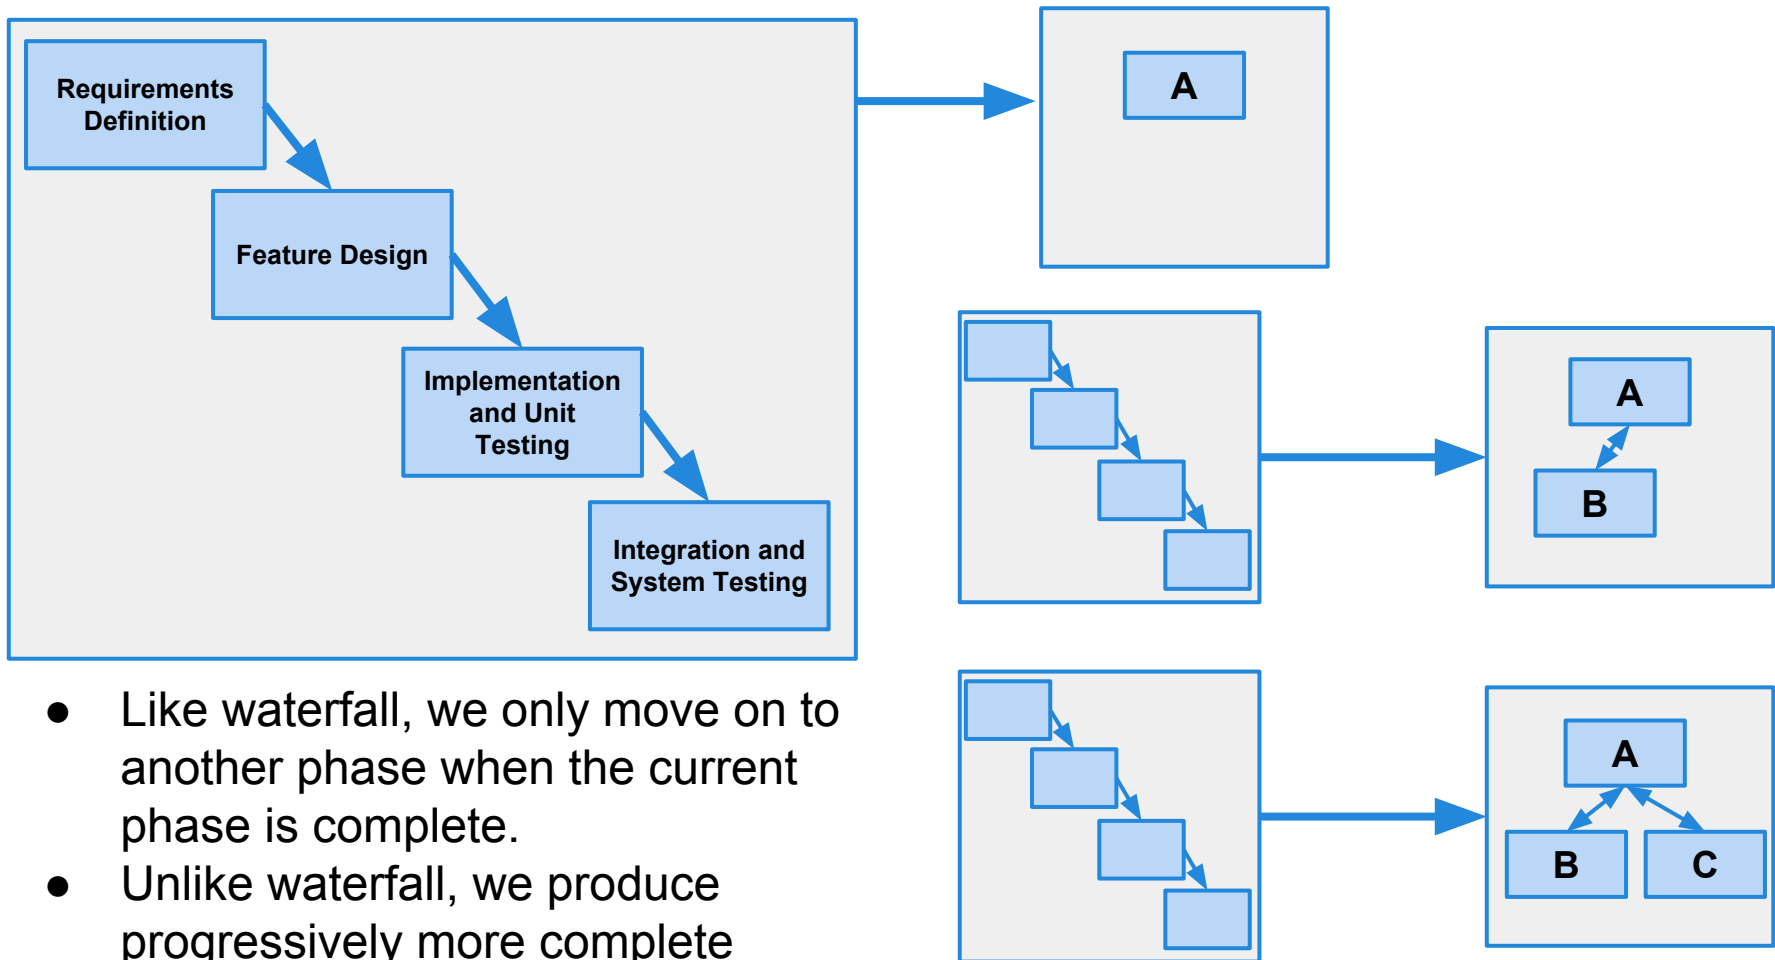 Requirements
Definition
Feature Design
Implementation
and Unit
Testing
Integration and
System Testing
A
A
B
A
B
C
● Like waterfall, we only move on to
another phase when the current
phase is complete.
● Unlike waterfall, we produce
progressively more complete